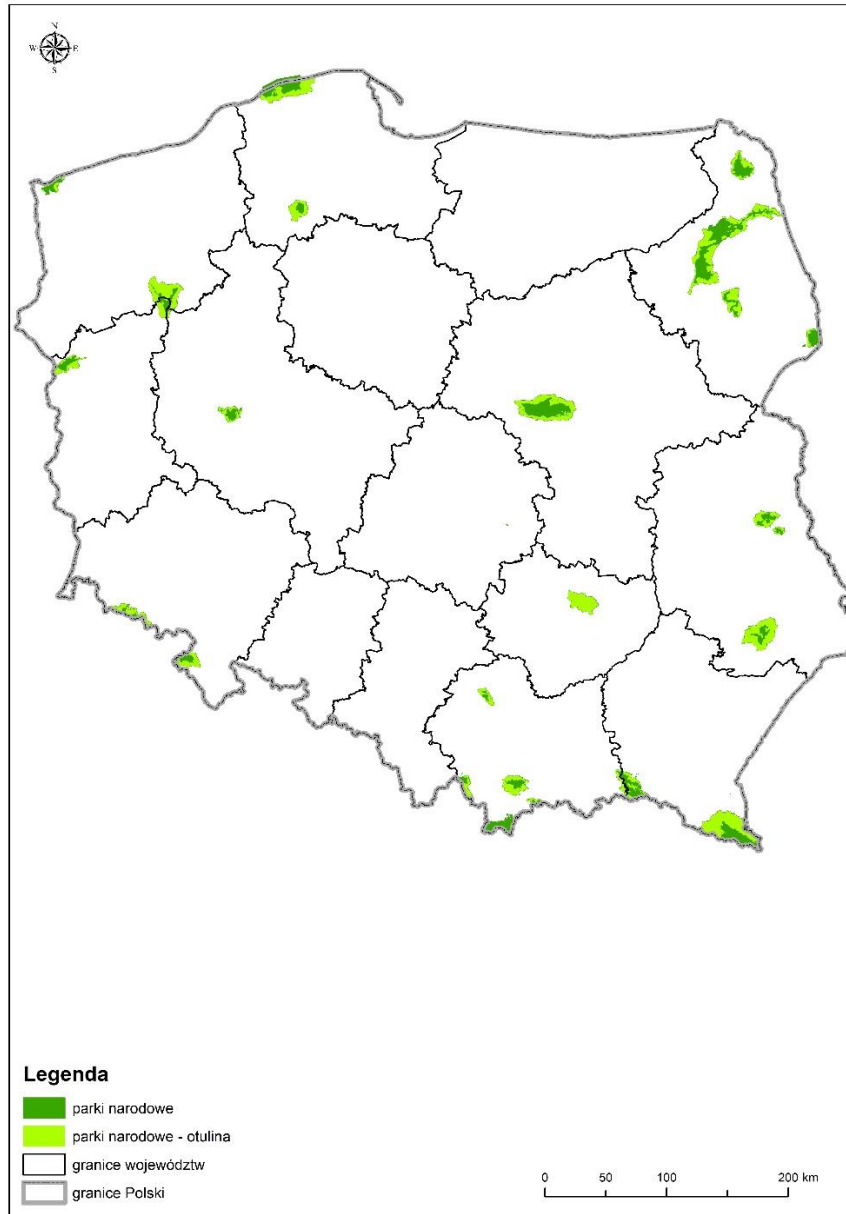 N
W E
S
Legenda
parki narodowe
parki narodowe - otulina
granice województw
granice Polski
0 50 100 200 km